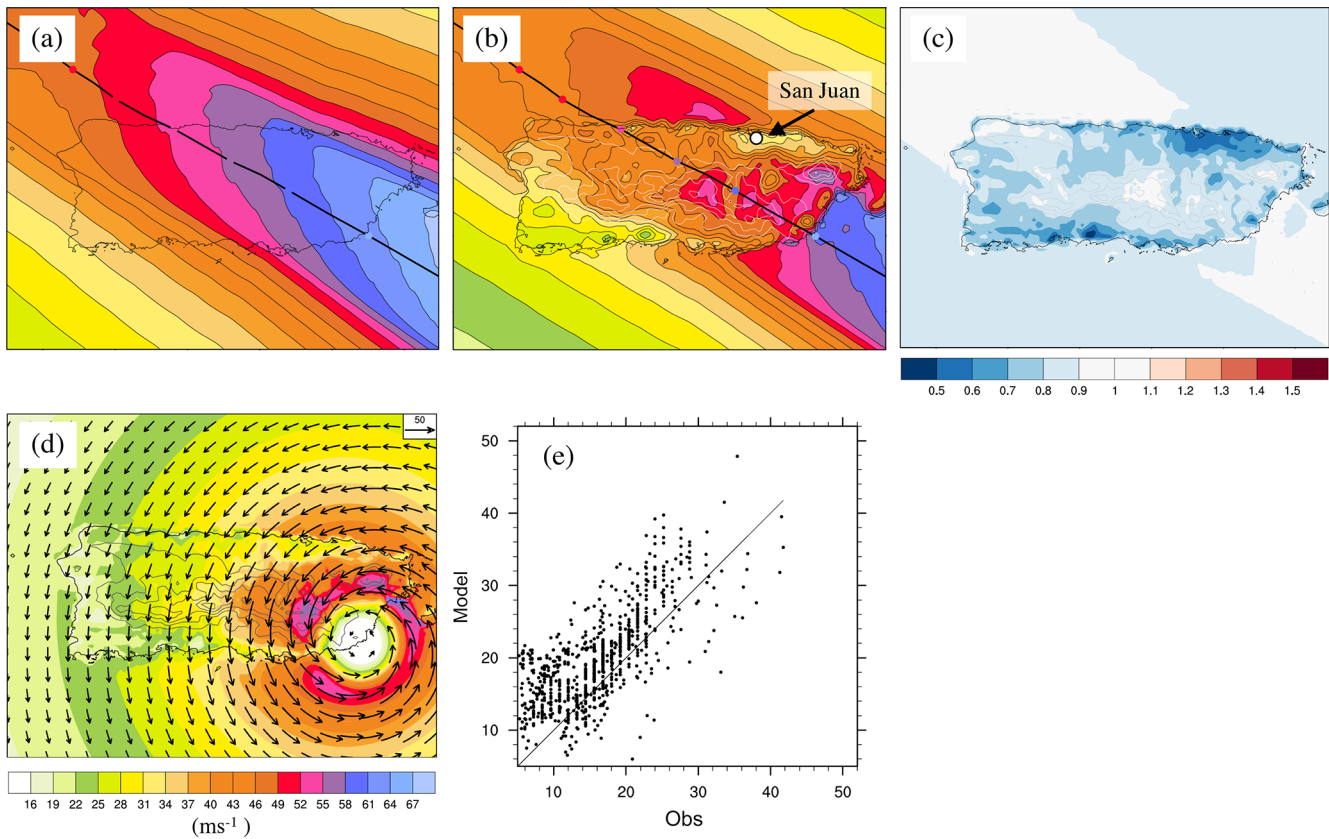 (a)
(b)
San Juan
(c)
0.5 0.6 0.7 0.8 0.9 1 1.1 1.2 1.3 1.4 1.5
(d)
50
16 19 22 25 28 31 34 37 40 43 46 49 52 55 58 61 64 67
(ms⁻¹ )
(e)
50
40
30
20
10
Model
10 20 30 40 50
Obs